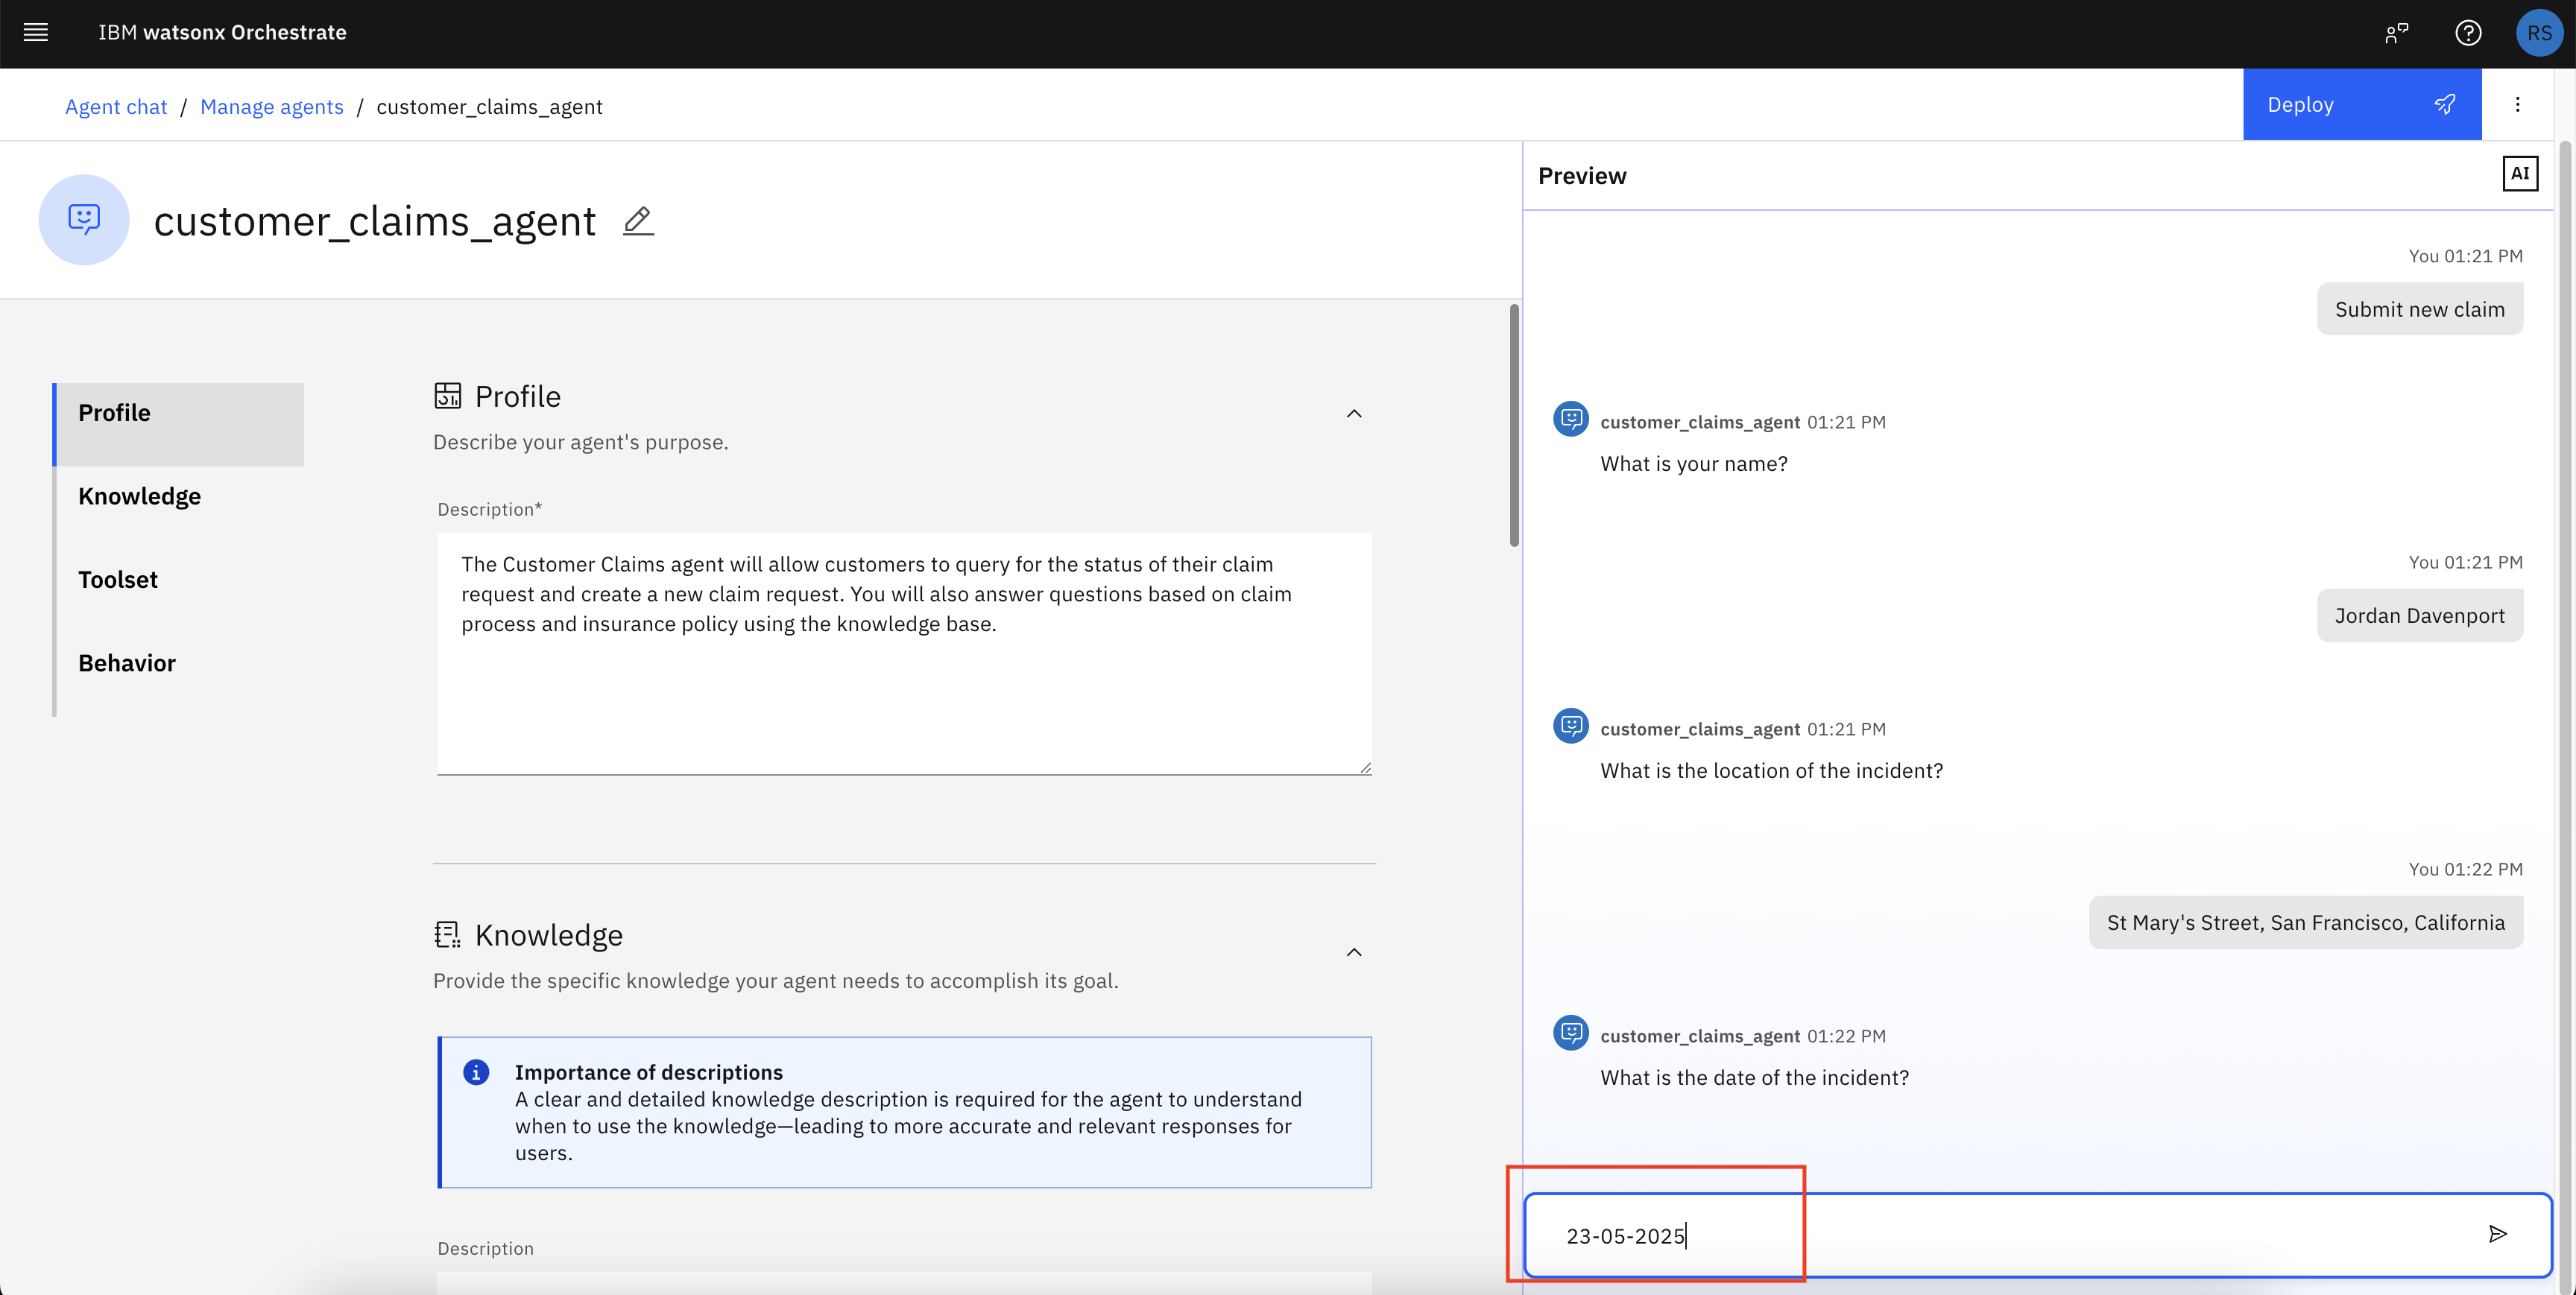 IBM watsonx Orchestrate
RS
Agent chat / Manage agents / customer_claims_agent
Deploy
customer_claims_agent
Profile
Knowledge
Toolset
Behavior
Profile
Describe your agent's purpose.
Description*
The Customer Claims agent will allow customers to query for the status of their claim
request and create a new claim request. You will also answer questions based on claim
process and insurance policy using the knowledge base.
Knowledge
Provide the specific knowledge your agent needs to accomplish its goal.
Importance of descriptions
A clear and detailed knowledge description is required for the agent to understand
when to use the knowledge—leading to more accurate and relevant responses for
users.
Description
Preview
AI
You 01:21 PM
Submit new claim
customer_claims_agent 01:21 PM
What is your name?
You 01:21 PM
Jordan Davenport
customer_claims_agent 01:21 PM
What is the location of the incident?
You 01:22 PM
St Mary's Street, San Francisco, California
customer_claims_agent 01:22 PM
What is the date of the incident?
23-05-2025